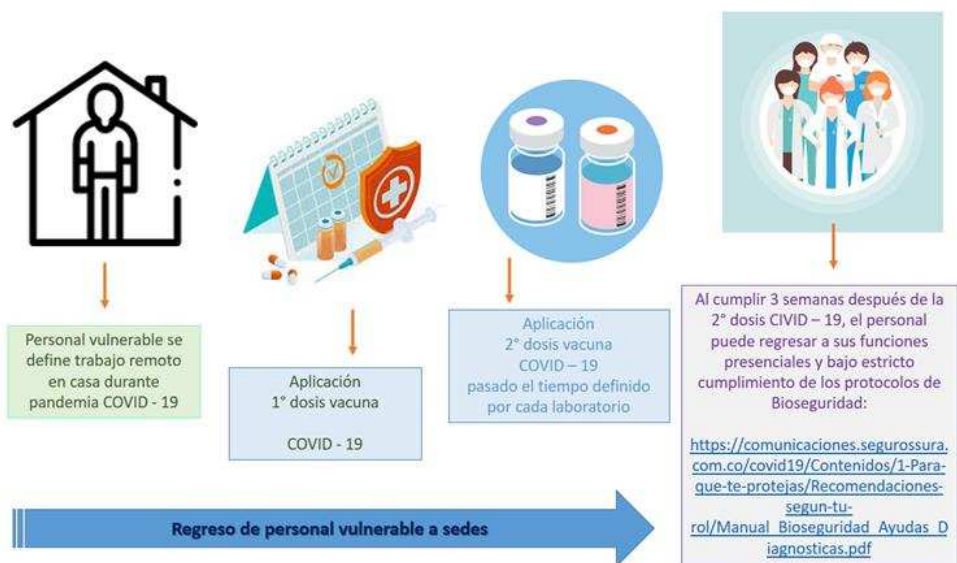 Personal vulnerable se
define trabajo remoto
en casa durante
pandemia COVID - 19
Aplicación
1° dosis vacuna
COVID - 19
Aplicación
2° dosis vacuna
COVID – 19
pasado el tiempo definido
por cada laboratorio
Al cumplir 3 semanas después de la
2° dosis CIVID – 19, el personal
puede regresar a sus funciones
presenciales y bajo estricto
cumplimiento de los protocolos de
Bioseguridad:
https://comunicaciones.segurossura.
com.co/covid19/Contenidos/1-Para-
que-te-protejas/Recomendaciones-
segun-tu-
rol/Manual_Bioseguridad_Ayudas_D
iagnosticas.pdf
Regreso de personal vulnerable a sedes